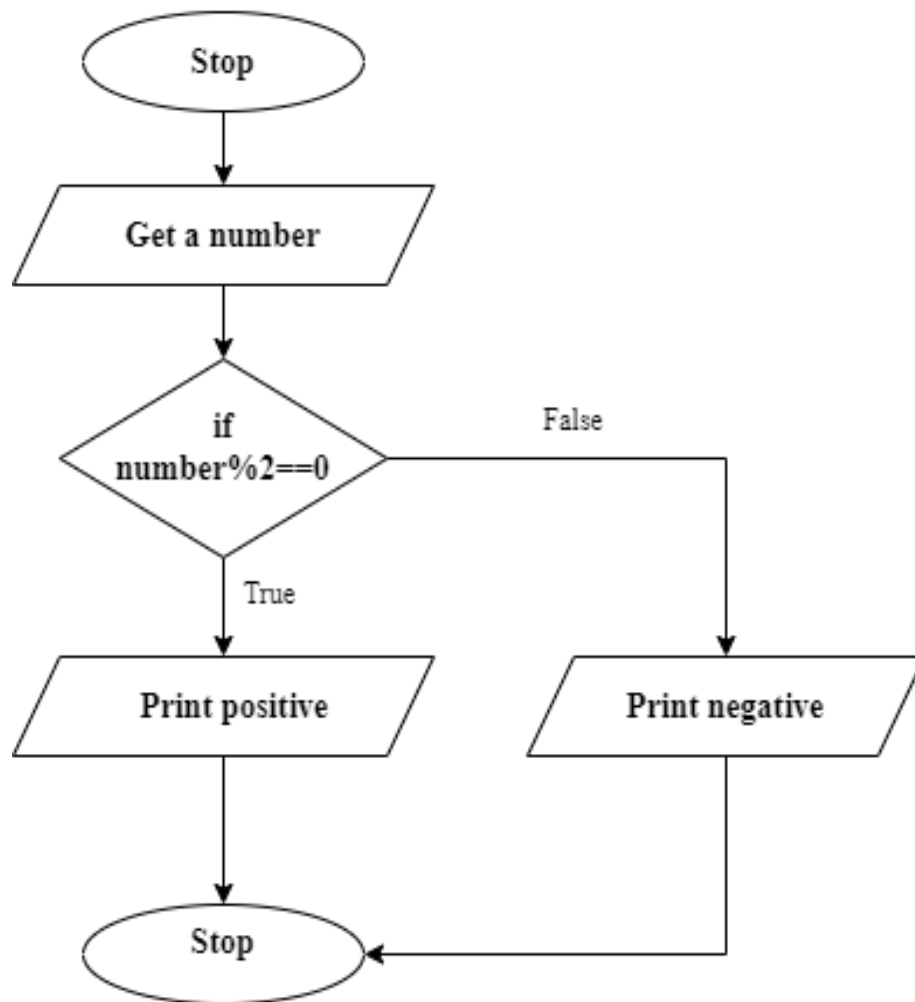 Stop
Get a number
if
number%2==0
False
True
Print positive
Print negative
Stop